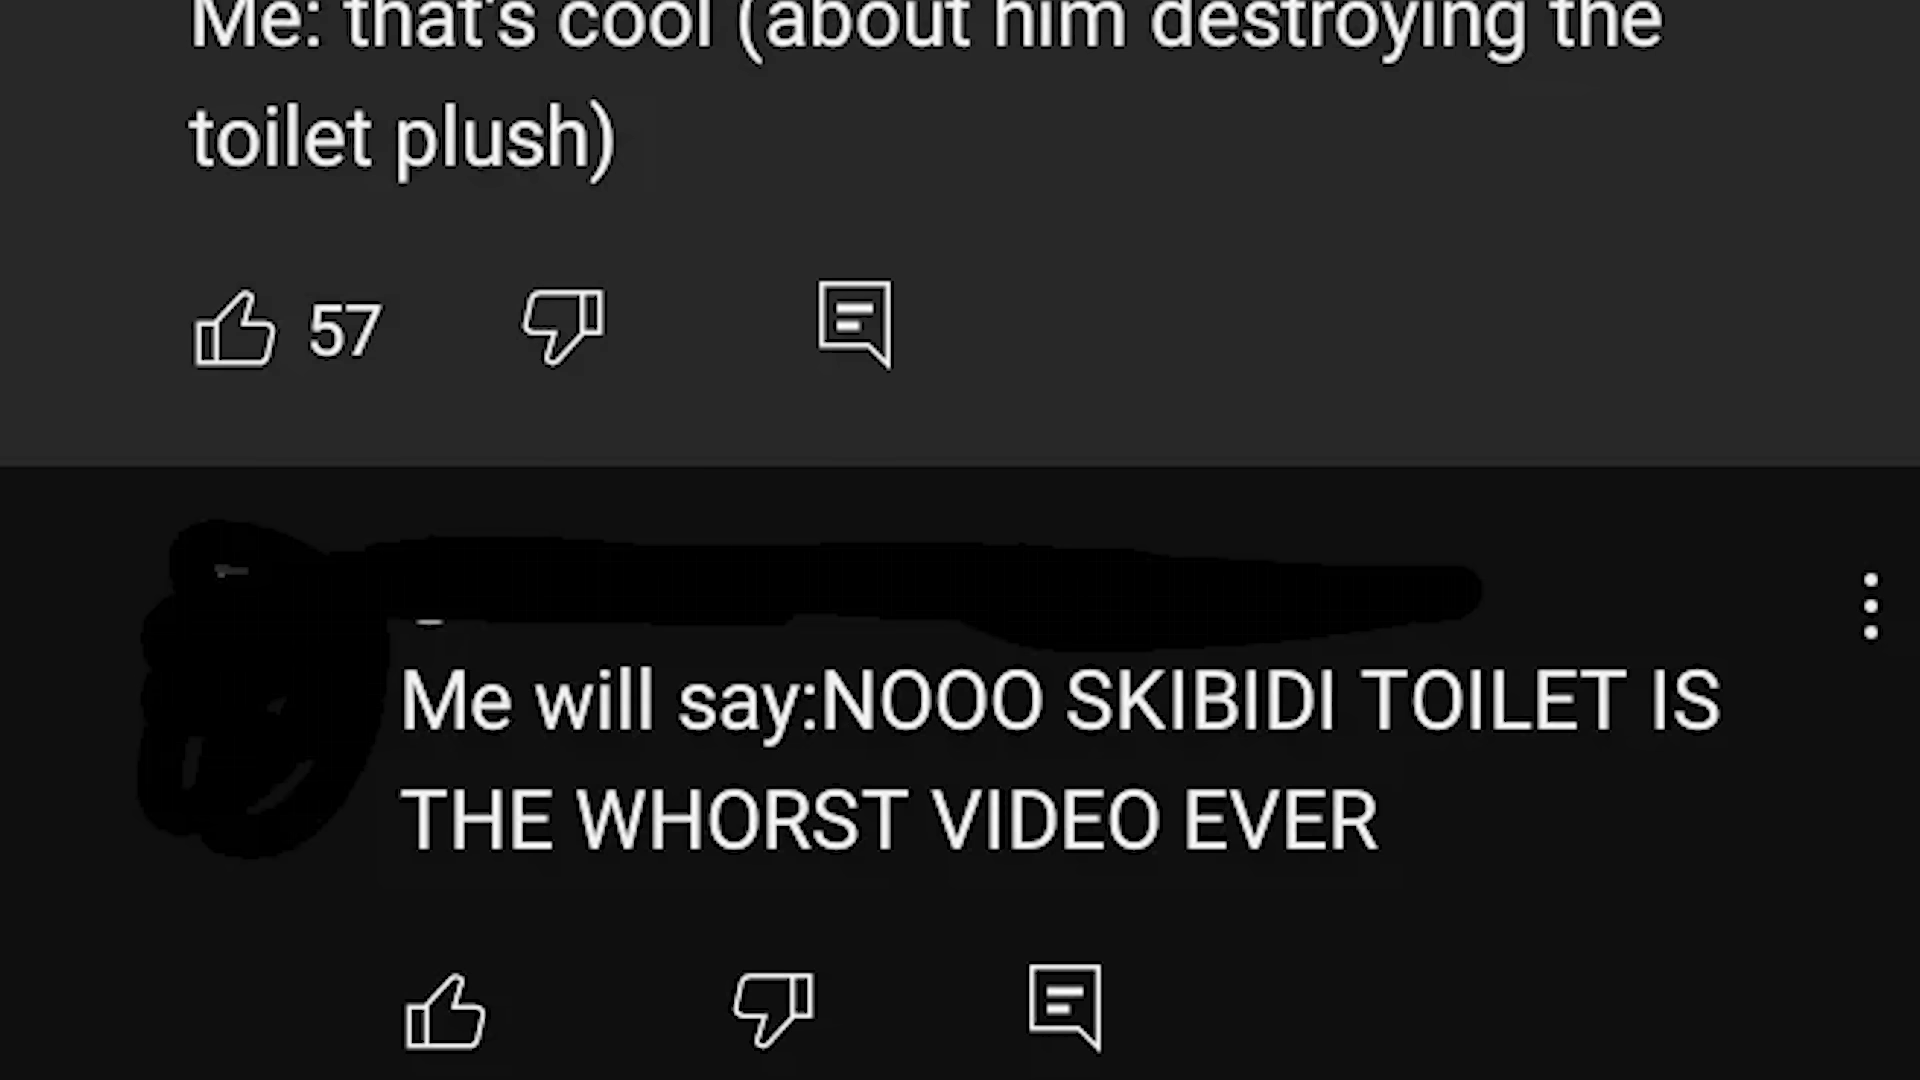 Me: that's cool (about him destroying the
toilet plush)
57
Me will say:NOOO SKIBIDI TOILET IS
THE WHORST VIDEO EVER